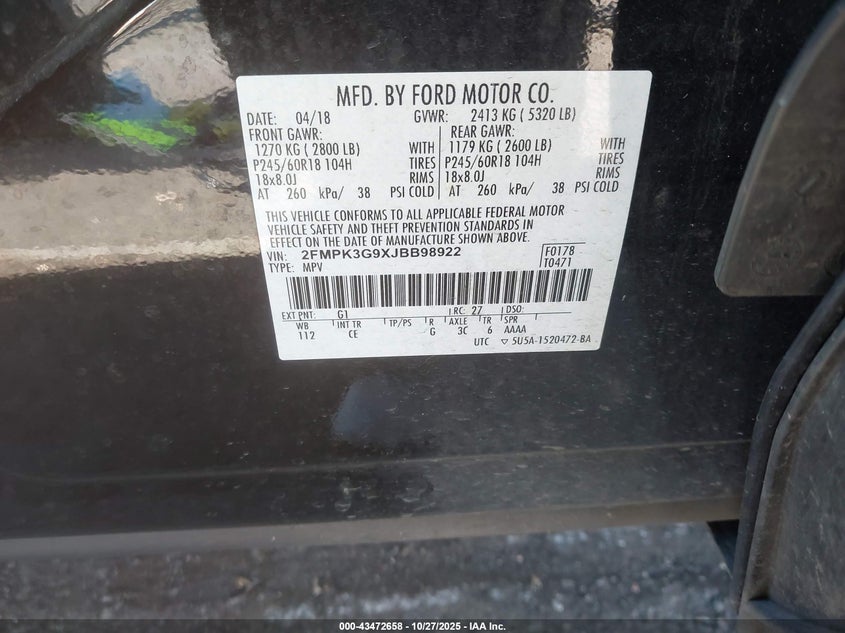 MFD. BY FORD MOTOR CO.
DATE: 04/18 GVWR: 2413 KG ( 5320 LB)
FRONT GAWR: REAR GAWR:
1270 KG ( 2800 LB) WITH 1179 KG ( 2600 LB) WITH
P245/60R18 104H TIRES P245/60R18 104H TIRES
18x8.0J RIMS 18x8.0J RIMS
AT 260 kPa/ 38 PSI COLD AT 260 kPa/ 38 PSI COLD
THIS VEHICLE CONFORMS TO ALL APPLICABLE FEDERAL MOTOR
VEHICLE SAFETY AND THEFT PREVENTION STANDARDS IN
EFFECT ON THE DATE OF MANUFACTURE SHOWN ABOVE.
VIN: 2FMPK3G9XJBB98922 F0178
TYPE: MPV T0471
EXT PNT: G1 RC: 27 DSO:
WB INT TR TP/PS R AXLE TR SPR
112 CE G 3C 6 AAAA
UTC ▽ 5U5A-1520472-BA
000-43472658 - 10/27/2025 - IAA Inc.